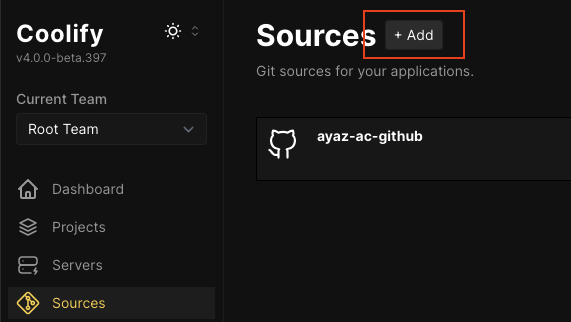 Coolify
v4.0.0-beta.397
Current Team
Root Team
Dashboard
Projects
Servers
Sources
Sources + Add
Git sources for your applications.
ayaz-ac-github